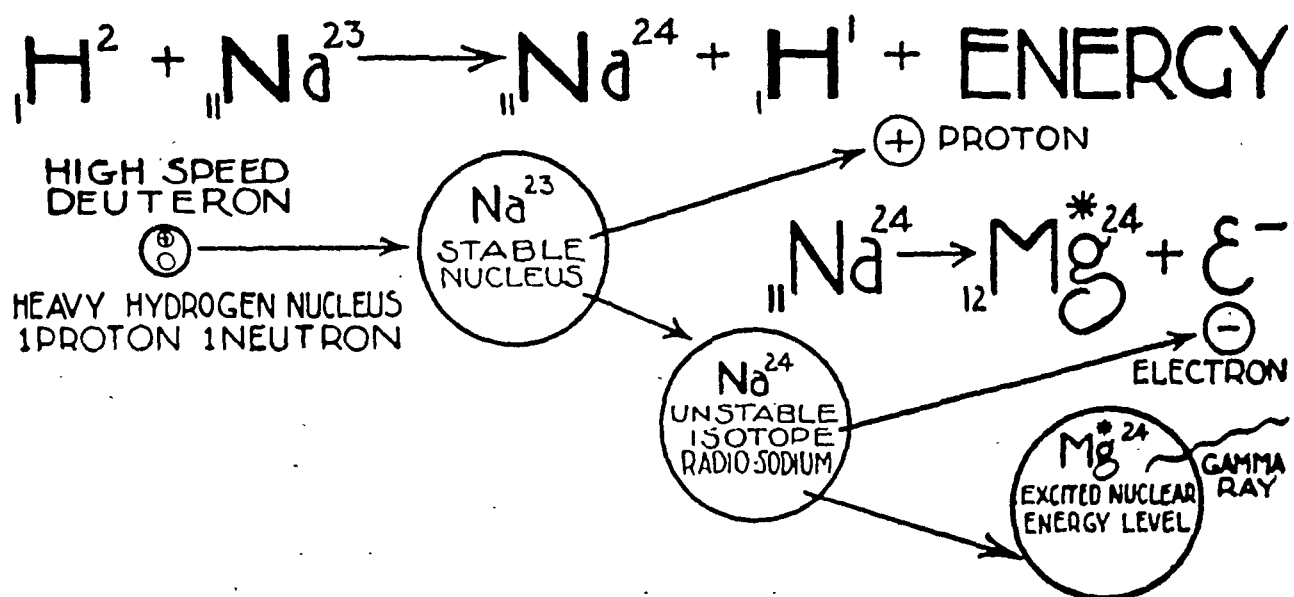 ₁H² + ₁₁Na²³ → ₁₁Na²⁴ + ₁H¹ + ENERGY
HIGH SPEED
DEUTERON
HEAVY HYDROGEN NUCLEUS
1PROTON 1NEUTRON
Na²³
STABLE
NUCLEUS
+ PROTON
₁₁Na²⁴ → ₁₂Mg*²⁴ + Ɛ⁻
−
ELECTRON
Na²⁴
UNSTABLE
ISOTOPE
RADIO-SODIUM
Mg*²⁴
EXCITED NUCLEAR
ENERGY LEVEL
GAMMA
RAY